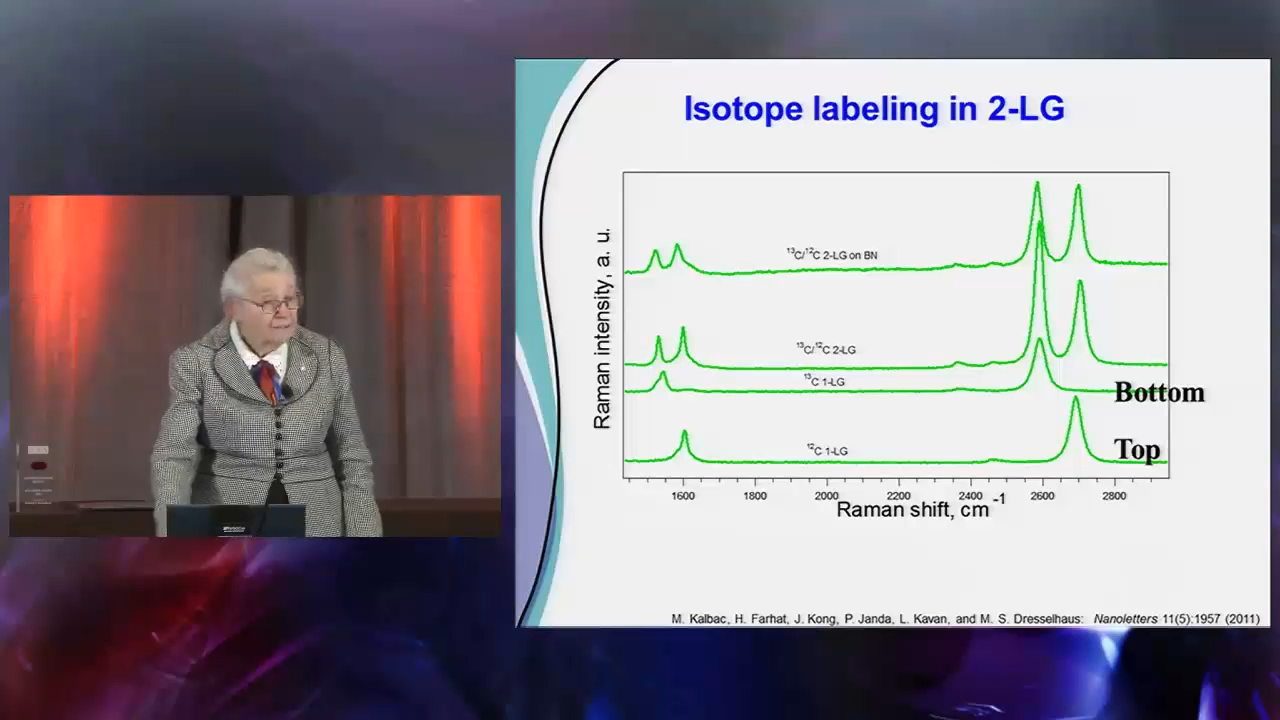 Isotope labeling in 2-LG
Raman intensity, a. u.
¹³C/¹²C 2-LG on BN
¹³C/¹²C 2-LG
¹³C 1-LG
Bottom
¹²C 1-LG
Top
1600 1800 2000 2200 2400 2600 2800
Raman shift, cm⁻¹
M. Kalbac, H. Farhat, J. Kong, P. Janda, L. Kavan, and M. S. Dresselhaus: Nanoletters 11(5):1957 (2011)